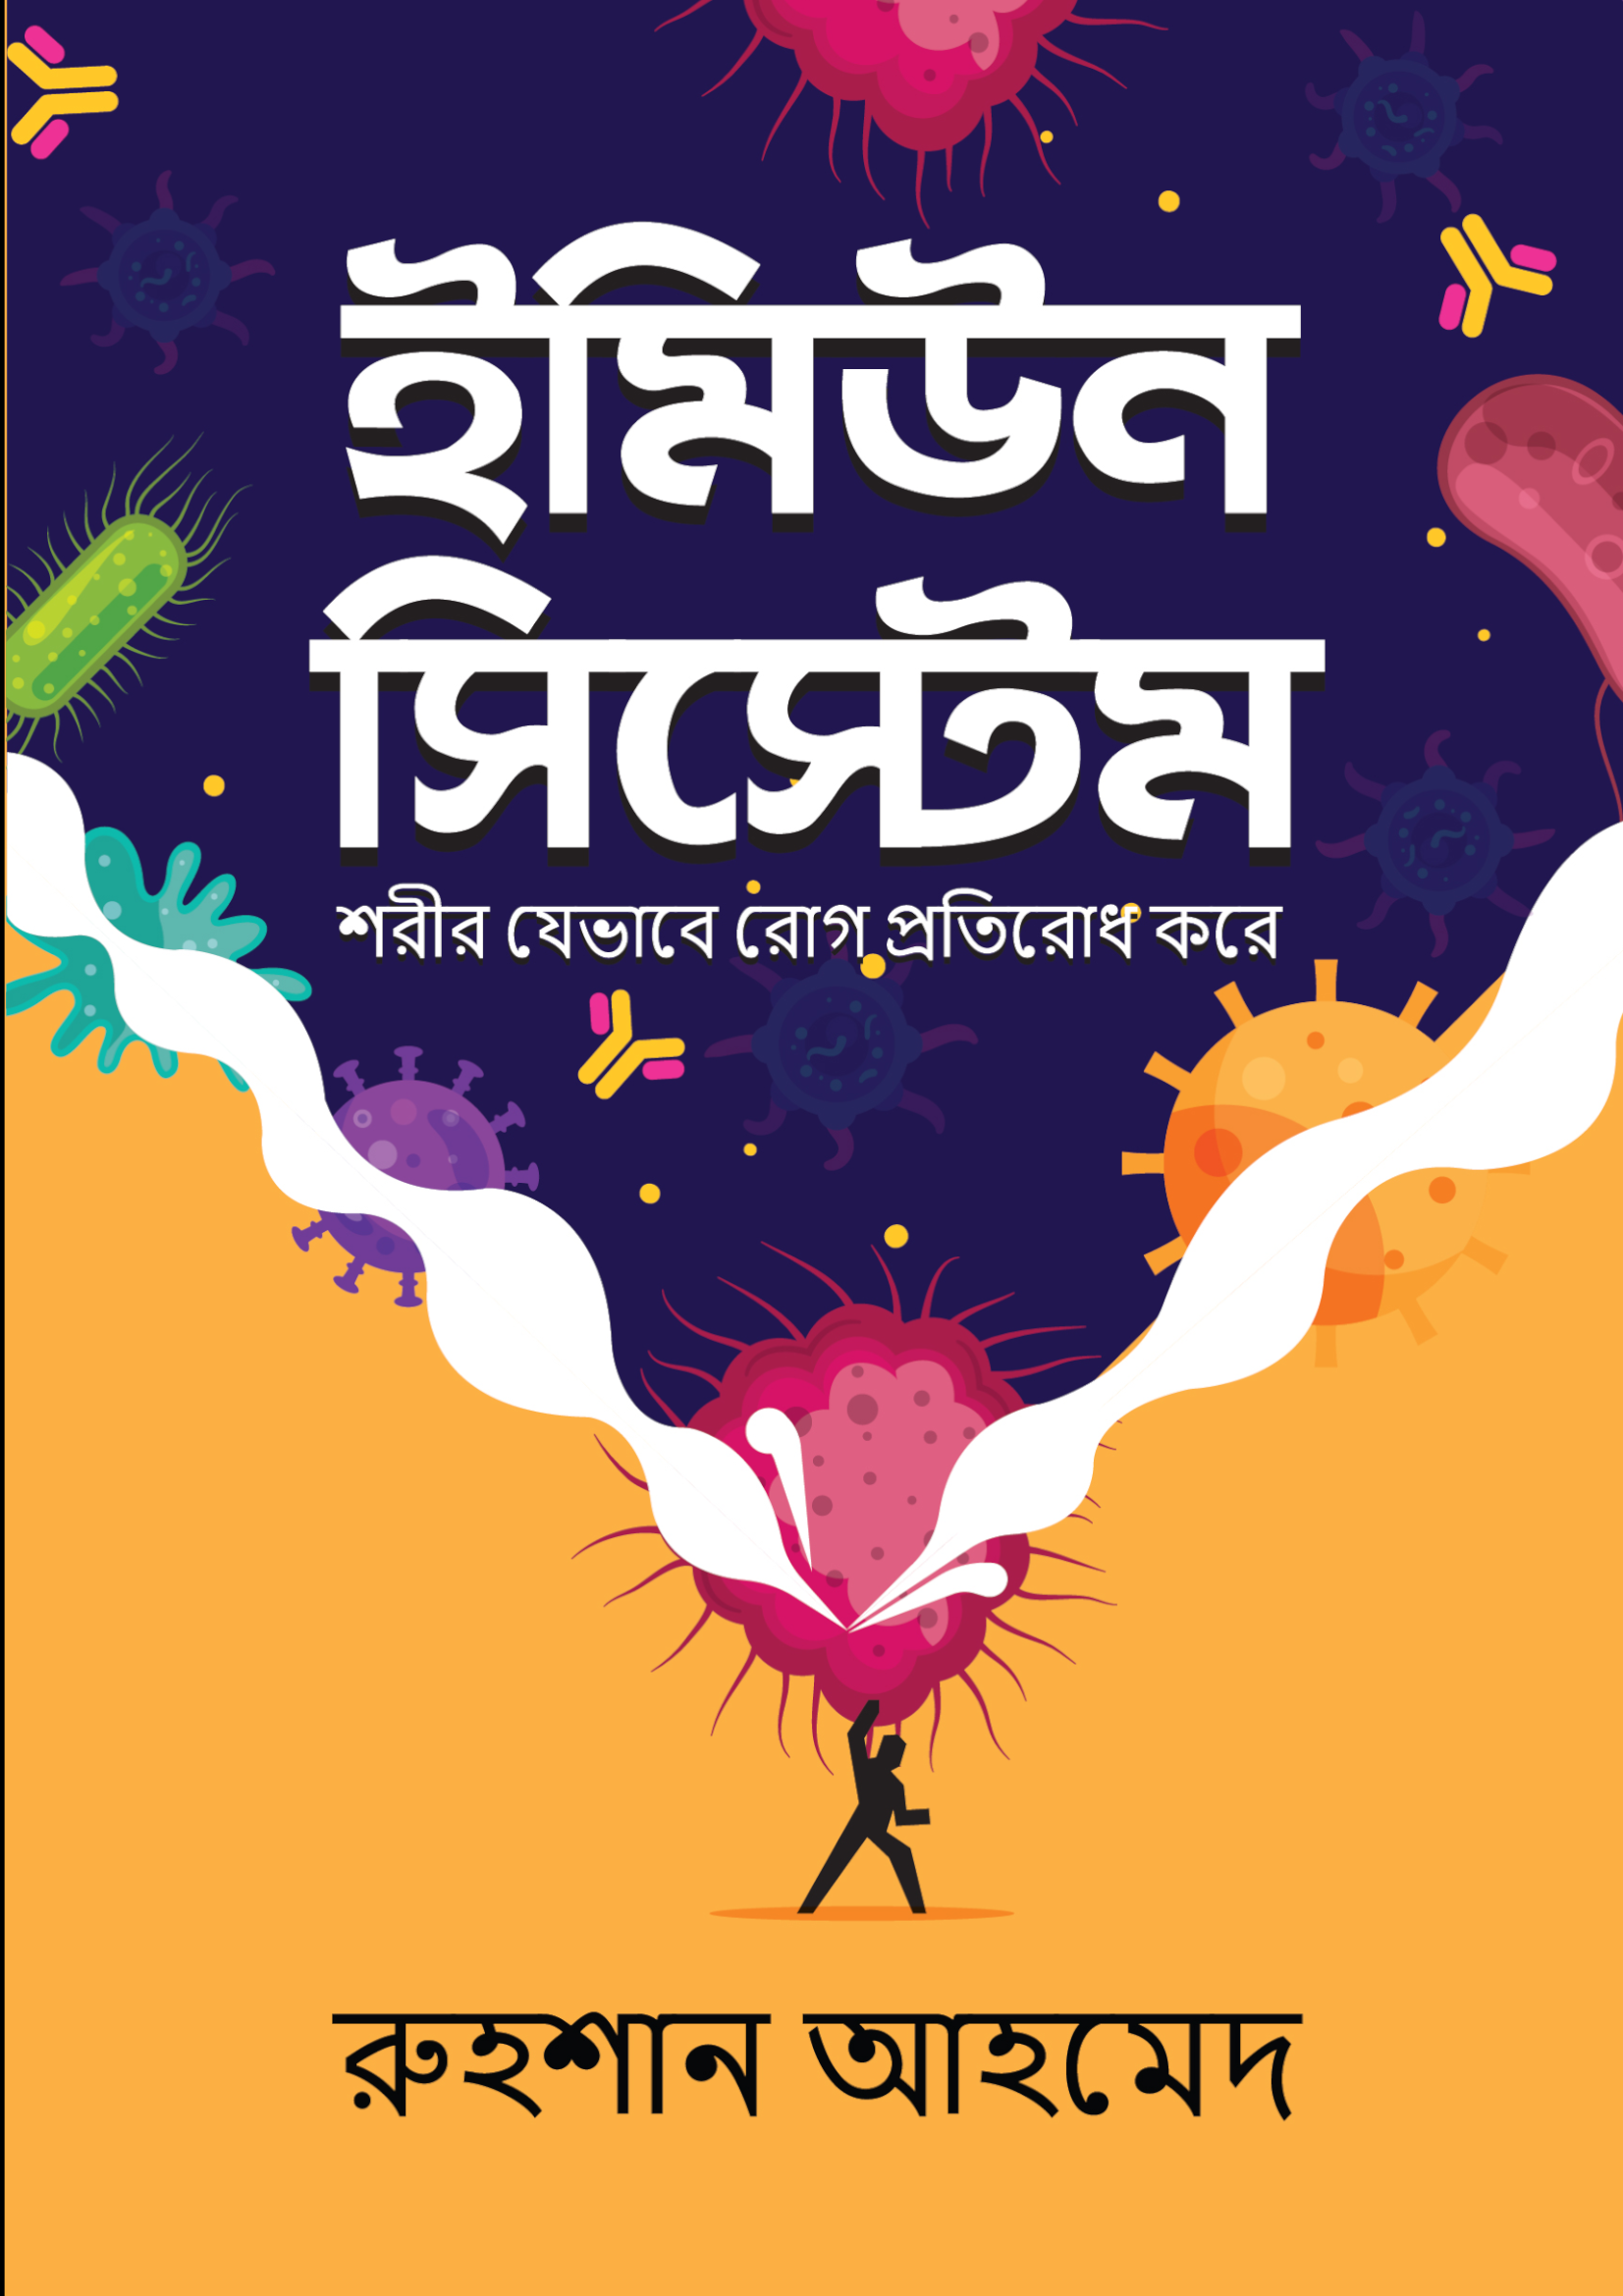 ইমিউন
সিস্টেম
শরীর যেভাবে রোগ প্রতিরোধ করে
রুহশান আহমেদ